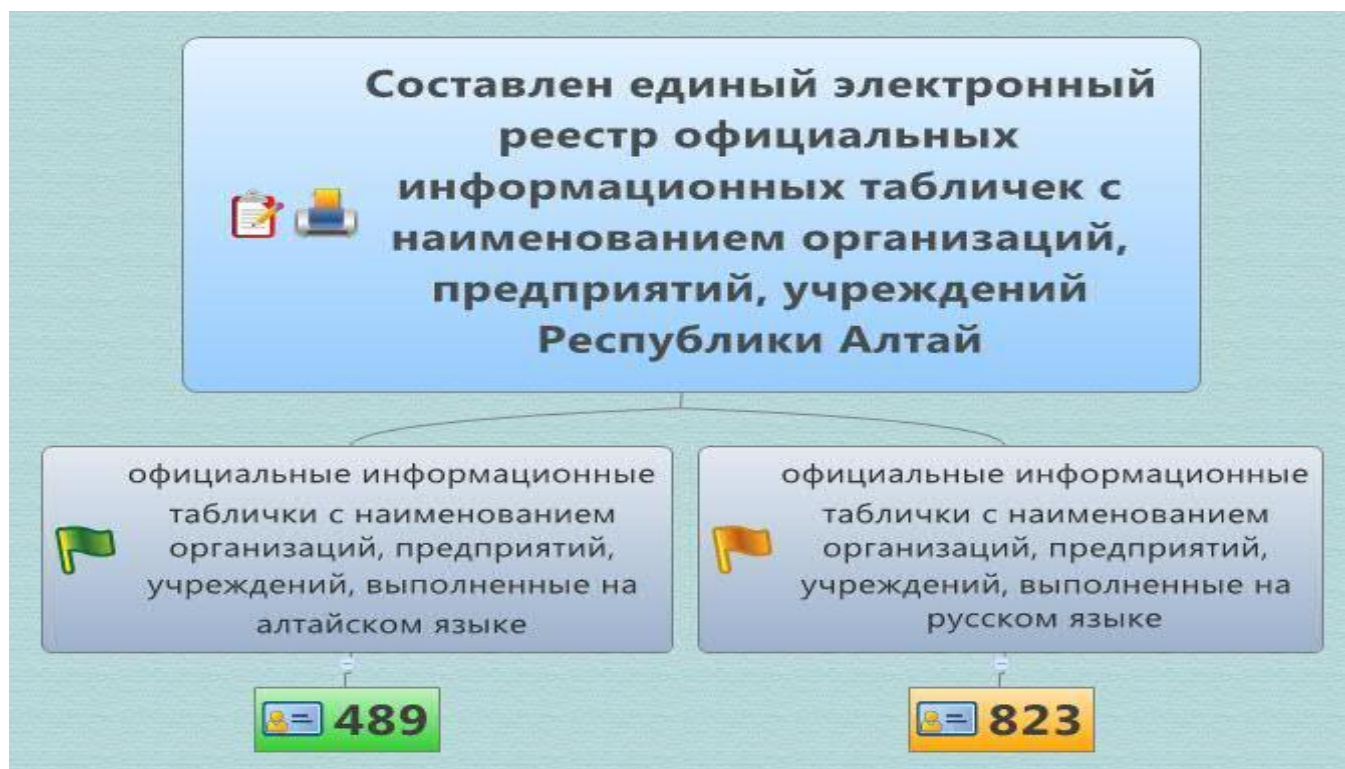 Составлен единый электронный
реестр официальных
информационных табличек с
наименованием организаций,
предприятий, учреждений
Республики Алтай
официальные информационные
таблички с наименованием
организаций, предприятий,
учреждений, выполненные на
алтайском языке
489
официальные информационные
таблички с наименованием
организаций, предприятий,
учреждений, выполненные на
русском языке
823